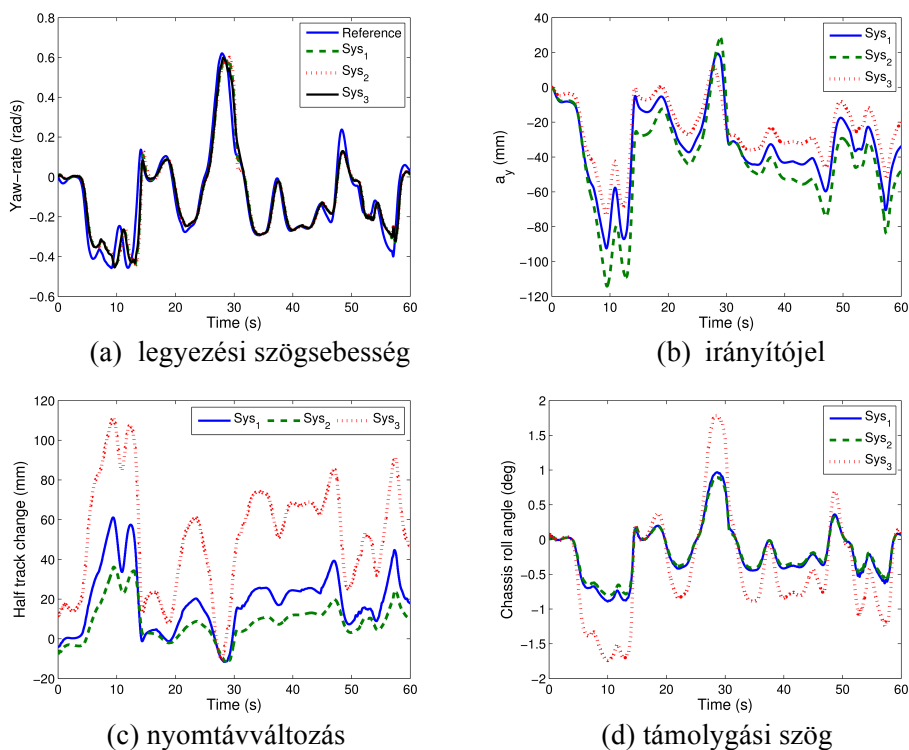 0.8
0.6
0.4
0.2
0
-0.2
-0.4
-0.6
Yaw-rate (rad/s)
Reference
Sys1
Sys2
Sys3
0 10 20 30 40 50 60
Time (s)
(a) legyezési szögsebesség
40
20
0
-20
-40
-60
-80
-100
-120
ay (mm)
Sys1
Sys2
Sys3
0 10 20 30 40 50 60
Time (s)
(b) irányítójel
120
100
80
60
40
20
0
-20
Half track change (mm)
Sys1 Sys2 Sys3
0 10 20 30 40 50 60
Time (s)
(c) nyomtávváltozás
2
1.5
1
0.5
0
-0.5
-1
-1.5
-2
Chassis roll angle (deg)
Sys1
Sys2
Sys3
0 10 20 30 40 50 60
Time (s)
(d) támolygási szög